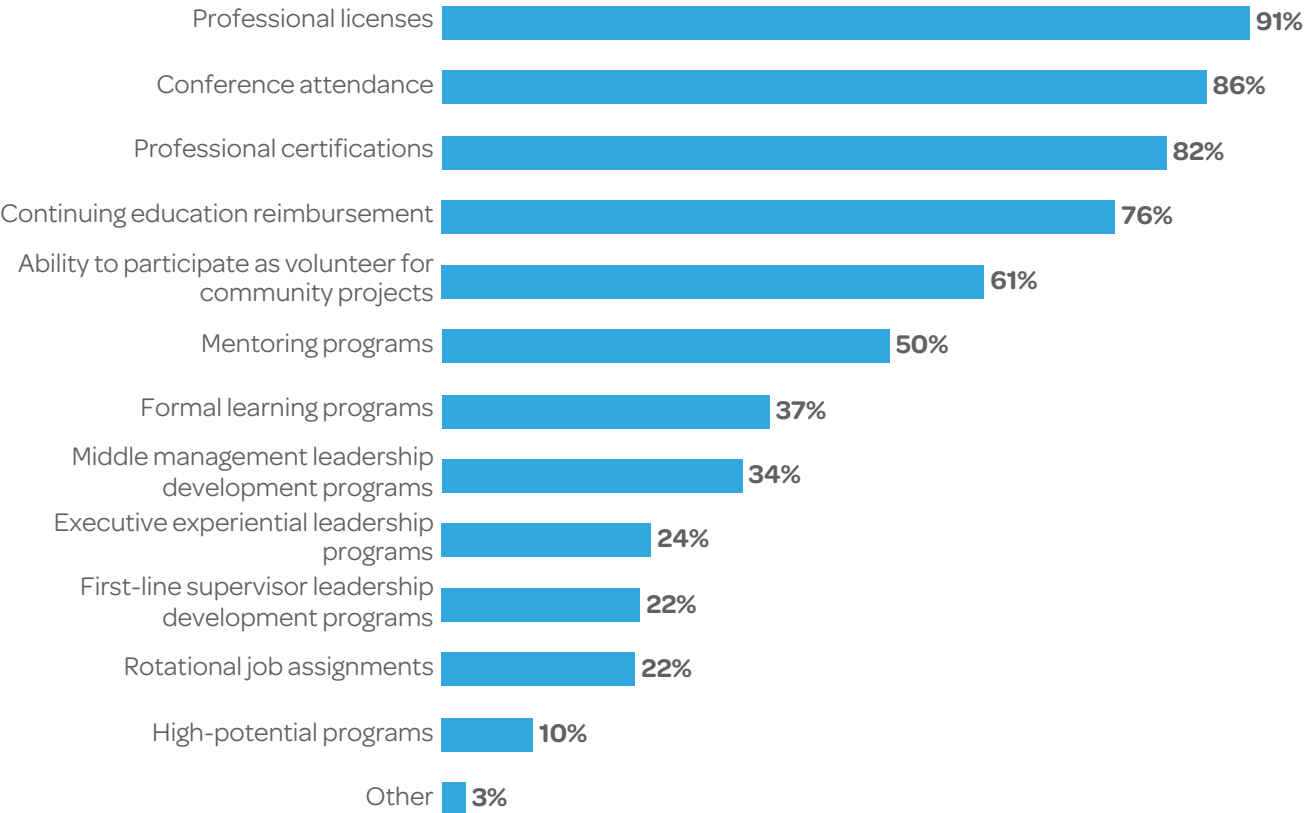 Professional licenses 91%
Conference attendance 86%
Professional certifications 82%
Continuing education reimbursement 76%
Ability to participate as volunteer for
community projects 61%
Mentoring programs 50%
Formal learning programs 37%
Middle management leadership
development programs 34%
Executive experiential leadership
programs 24%
First-line supervisor leadership
development programs 22%
Rotational job assignments 22%
High-potential programs 10%
Other 3%